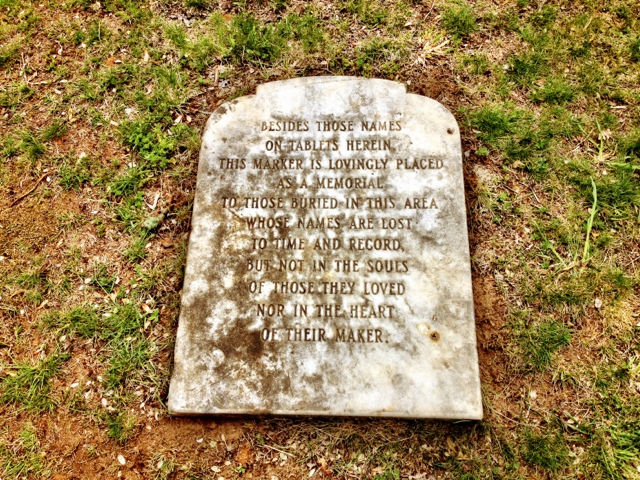 BESIDES THOSE NAMES
ON TABLETS HEREIN,
THIS MARKER IS LOVINGLY PLACED
AS A MEMORIAL
TO THOSE BURIED IN THIS AREA
WHOSE NAMES ARE LOST
TO TIME AND RECORD,
BUT NOT IN THE SOULS
OF THOSE THEY LOVED
NOR IN THE HEART
OF THEIR MAKER.